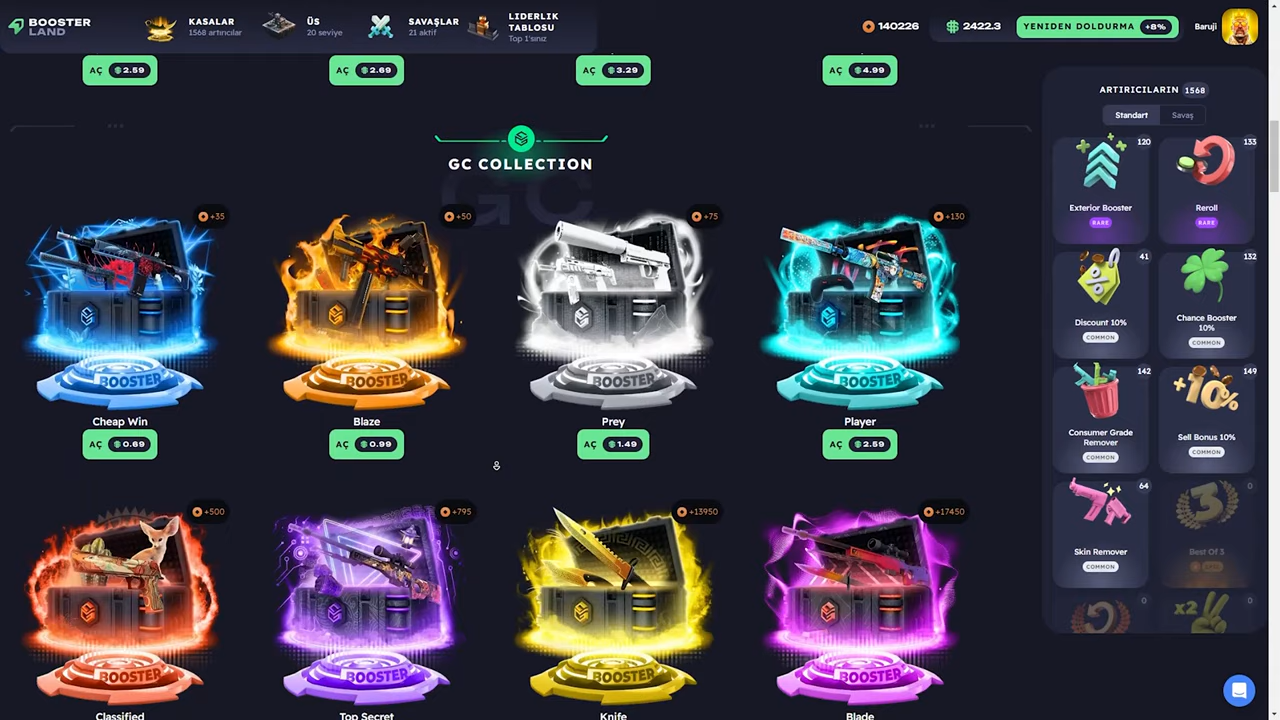 BOOSTER
LAND
KASALAR
1568 artırıcılar
ÜS
20 seviye
SAVAŞLAR
21 aktif
LIDERLIK
TABLOSU
Top 1'sınız
140226
2422.3
YENIDEN DOLDURMA +8%
Baruji
AÇ 2.59
AÇ 2.69
AÇ 3.29
AÇ 4.99
GC COLLECTION
GC
+35
+50
+75
+130
BOOSTER
BOOSTER
BOOSTER
BOOSTER
Cheap Win
Blaze
Prey
Player
AÇ 0.69
AÇ 0.99
AÇ 1.49
AÇ 2.59
+500
+795
+13950
+17450
BOOSTER
BOOSTER
BOOSTER
BOOSTER
Classified
Top Secret
Knife
Blade
ARTIRICILARIN 1568
Standart
Savaş
120
Exterior Booster
RARE
133
Reroll
RARE
41
Discount 10%
COMMON
132
Chance Booster
10%
COMMON
142
Consumer Grade
Remover
COMMON
149
+10%
Sell Bonus 10%
COMMON
64
Skin Remover
COMMON
0
3
Best Of 3
0
0
x2